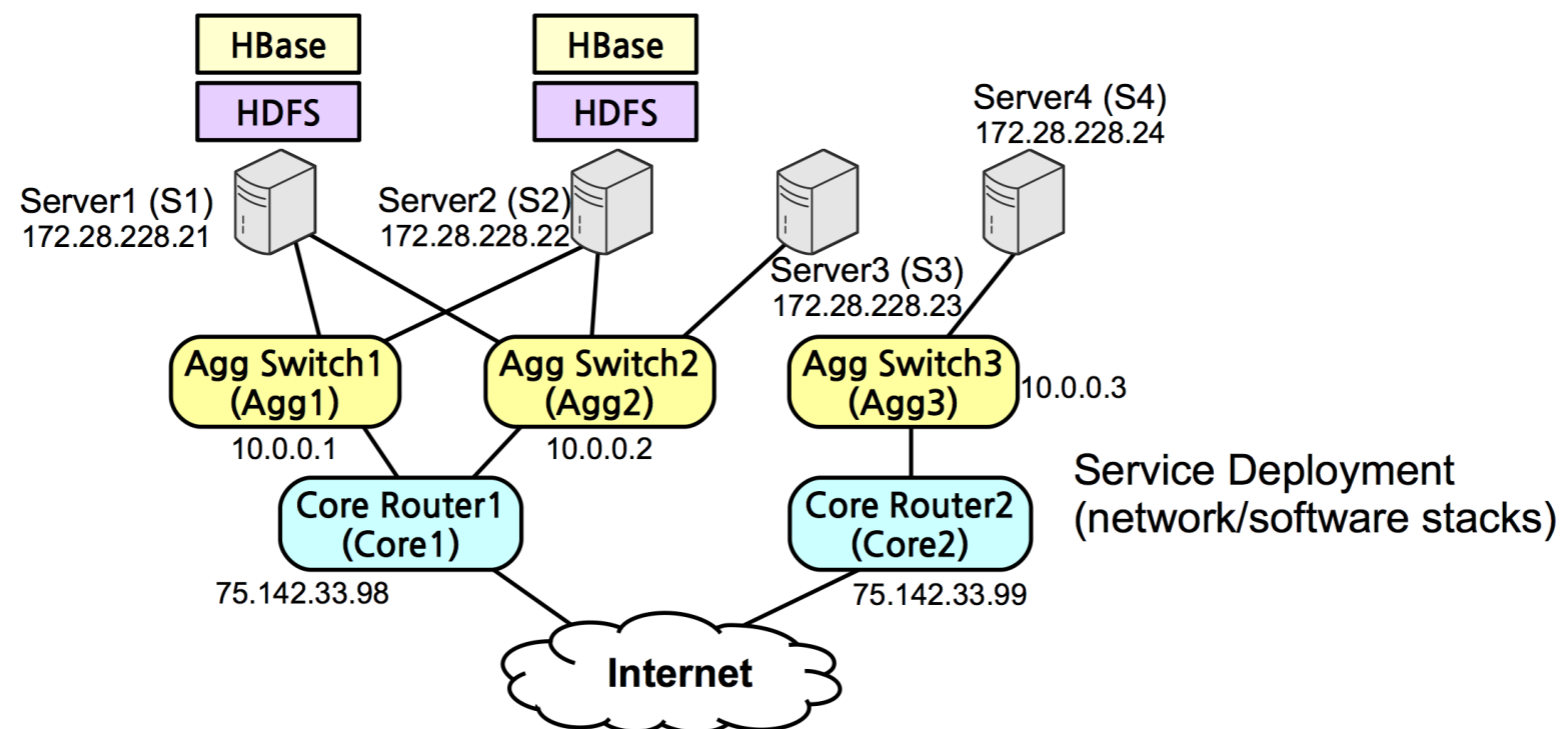 HBase
HBase
HDFS
HDFS
Server4 (S4)
172.28.228.24
Server1 (S1)
172.28.228.21
Server2 (S2)
172.28.228.22
Server3 (S3)
172.28.228.23
Agg Switch1
(Agg1)
10.0.0.1
Agg Switch2
(Agg2)
10.0.0.2
Agg Switch3
(Agg3)
10.0.0.3
Core Router1
(Core1)
75.142.33.98
Core Router2
(Core2)
75.142.33.99
Service Deployment
(network/software stacks)
Internet